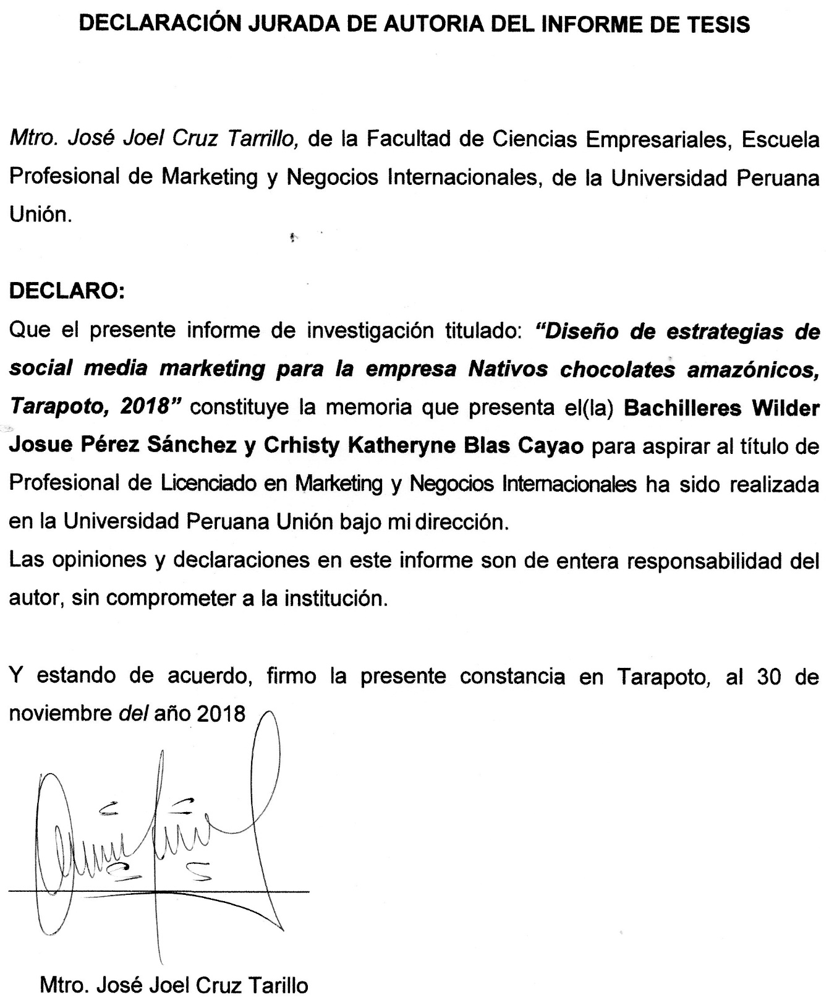 DECLARACIÓN JURADA DE AUTORIA DEL INFORME DE TESIS
Mtro. José Joel Cruz Tarrillo, de la Facultad de Ciencias Empresariales, Escuela
Profesional de Marketing y Negocios Internacionales, de la Universidad Peruana
Unión.
DECLARO:
Que el presente informe de investigación titulado: “Diseño de estrategias de
social media marketing para la empresa Nativos chocolates amazónicos,
Tarapoto, 2018” constituye la memoria que presenta el(la) Bachilleres Wilder
Josue Pérez Sánchez y Crhisty Katheryne Blas Cayao para aspirar al título de
Profesional de Licenciado en Marketing y Negocios Internacionales ha sido realizada
en la Universidad Peruana Unión bajo mi dirección.
Las opiniones y declaraciones en este informe son de entera responsabilidad del
autor, sin comprometer a la institución.
Y estando de acuerdo, firmo la presente constancia en Tarapoto, al 30 de
noviembre del año 2018
Mtro. José Joel Cruz Tarillo